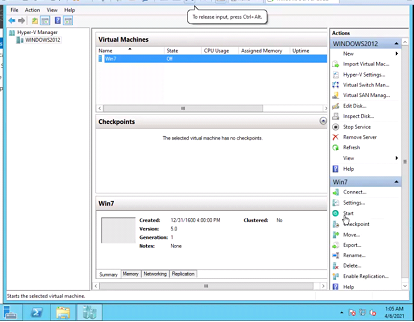 To release input, press Ctrl+Alt.
File Action View Help
Hyper-V Manager
WINDOWS2012
Virtual Machines
Name State CPU Usage Assigned Memory Uptime
Win7 Off
Checkpoints
The selected virtual machine has no checkpoints.
Win7
Created: 12/31/1600 4:00:00 PM Clustered: No
Version: 5.0
Generation: 1
Notes: None
Summary Memory Networking Replication
Actions
WINDOWS2012
New
Import Virtual Mac...
Hyper-V Settings...
Virtual Switch Man...
Virtual SAN Manag...
Edit Disk...
Inspect Disk...
Stop Service
Remove Server
Refresh
View
Help
Win7
Connect...
Settings...
Start
Checkpoint
Move...
Export...
Rename...
Delete...
Enable Replication...
Help
Starts the selected virtual machine.
1:05 AM
4/6/2021